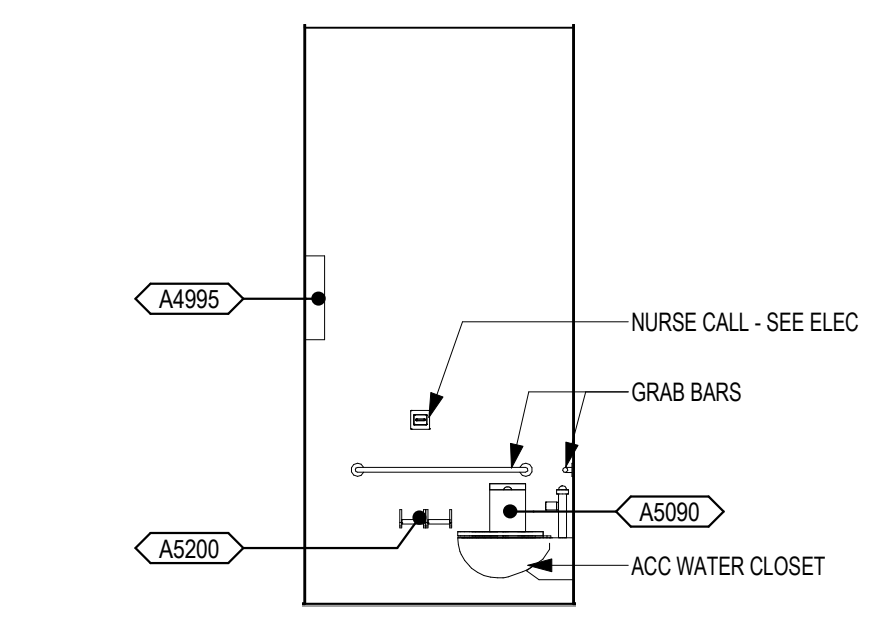 A4995
NURSE CALL - SEE ELEC
GRAB BARS
A5090
A5200
ACC WATER CLOSET